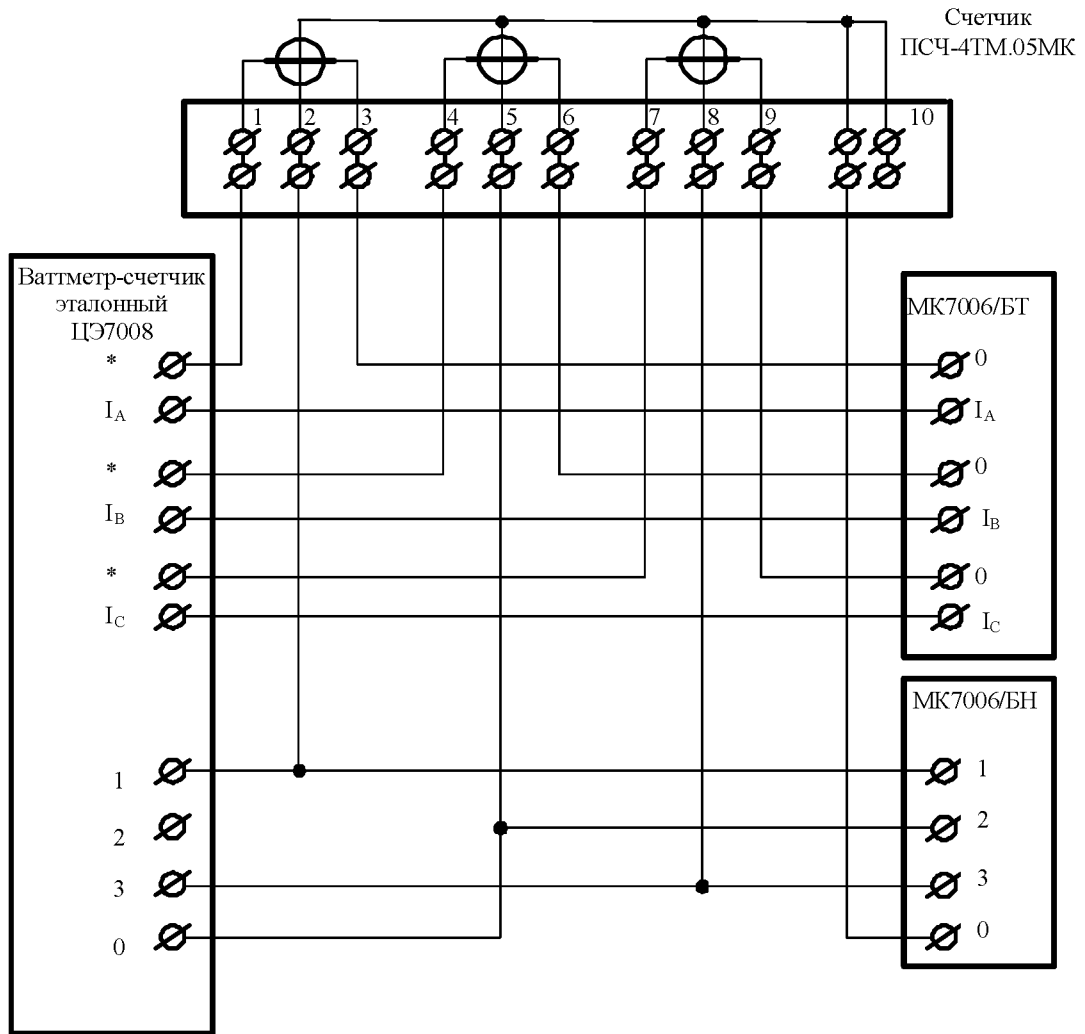 Счетчик
ПСЧ-4ТМ.05МК
1 2 3 4 5 6 7 8 9 10
Ваттметр-счетчик
эталонный
ЦЭ7008
*
IA
*
IB
*
IC
1
2
3
0
МК7006/БТ
0
IA
0
IB
0
IC
МК7006/БН
1
2
3
0